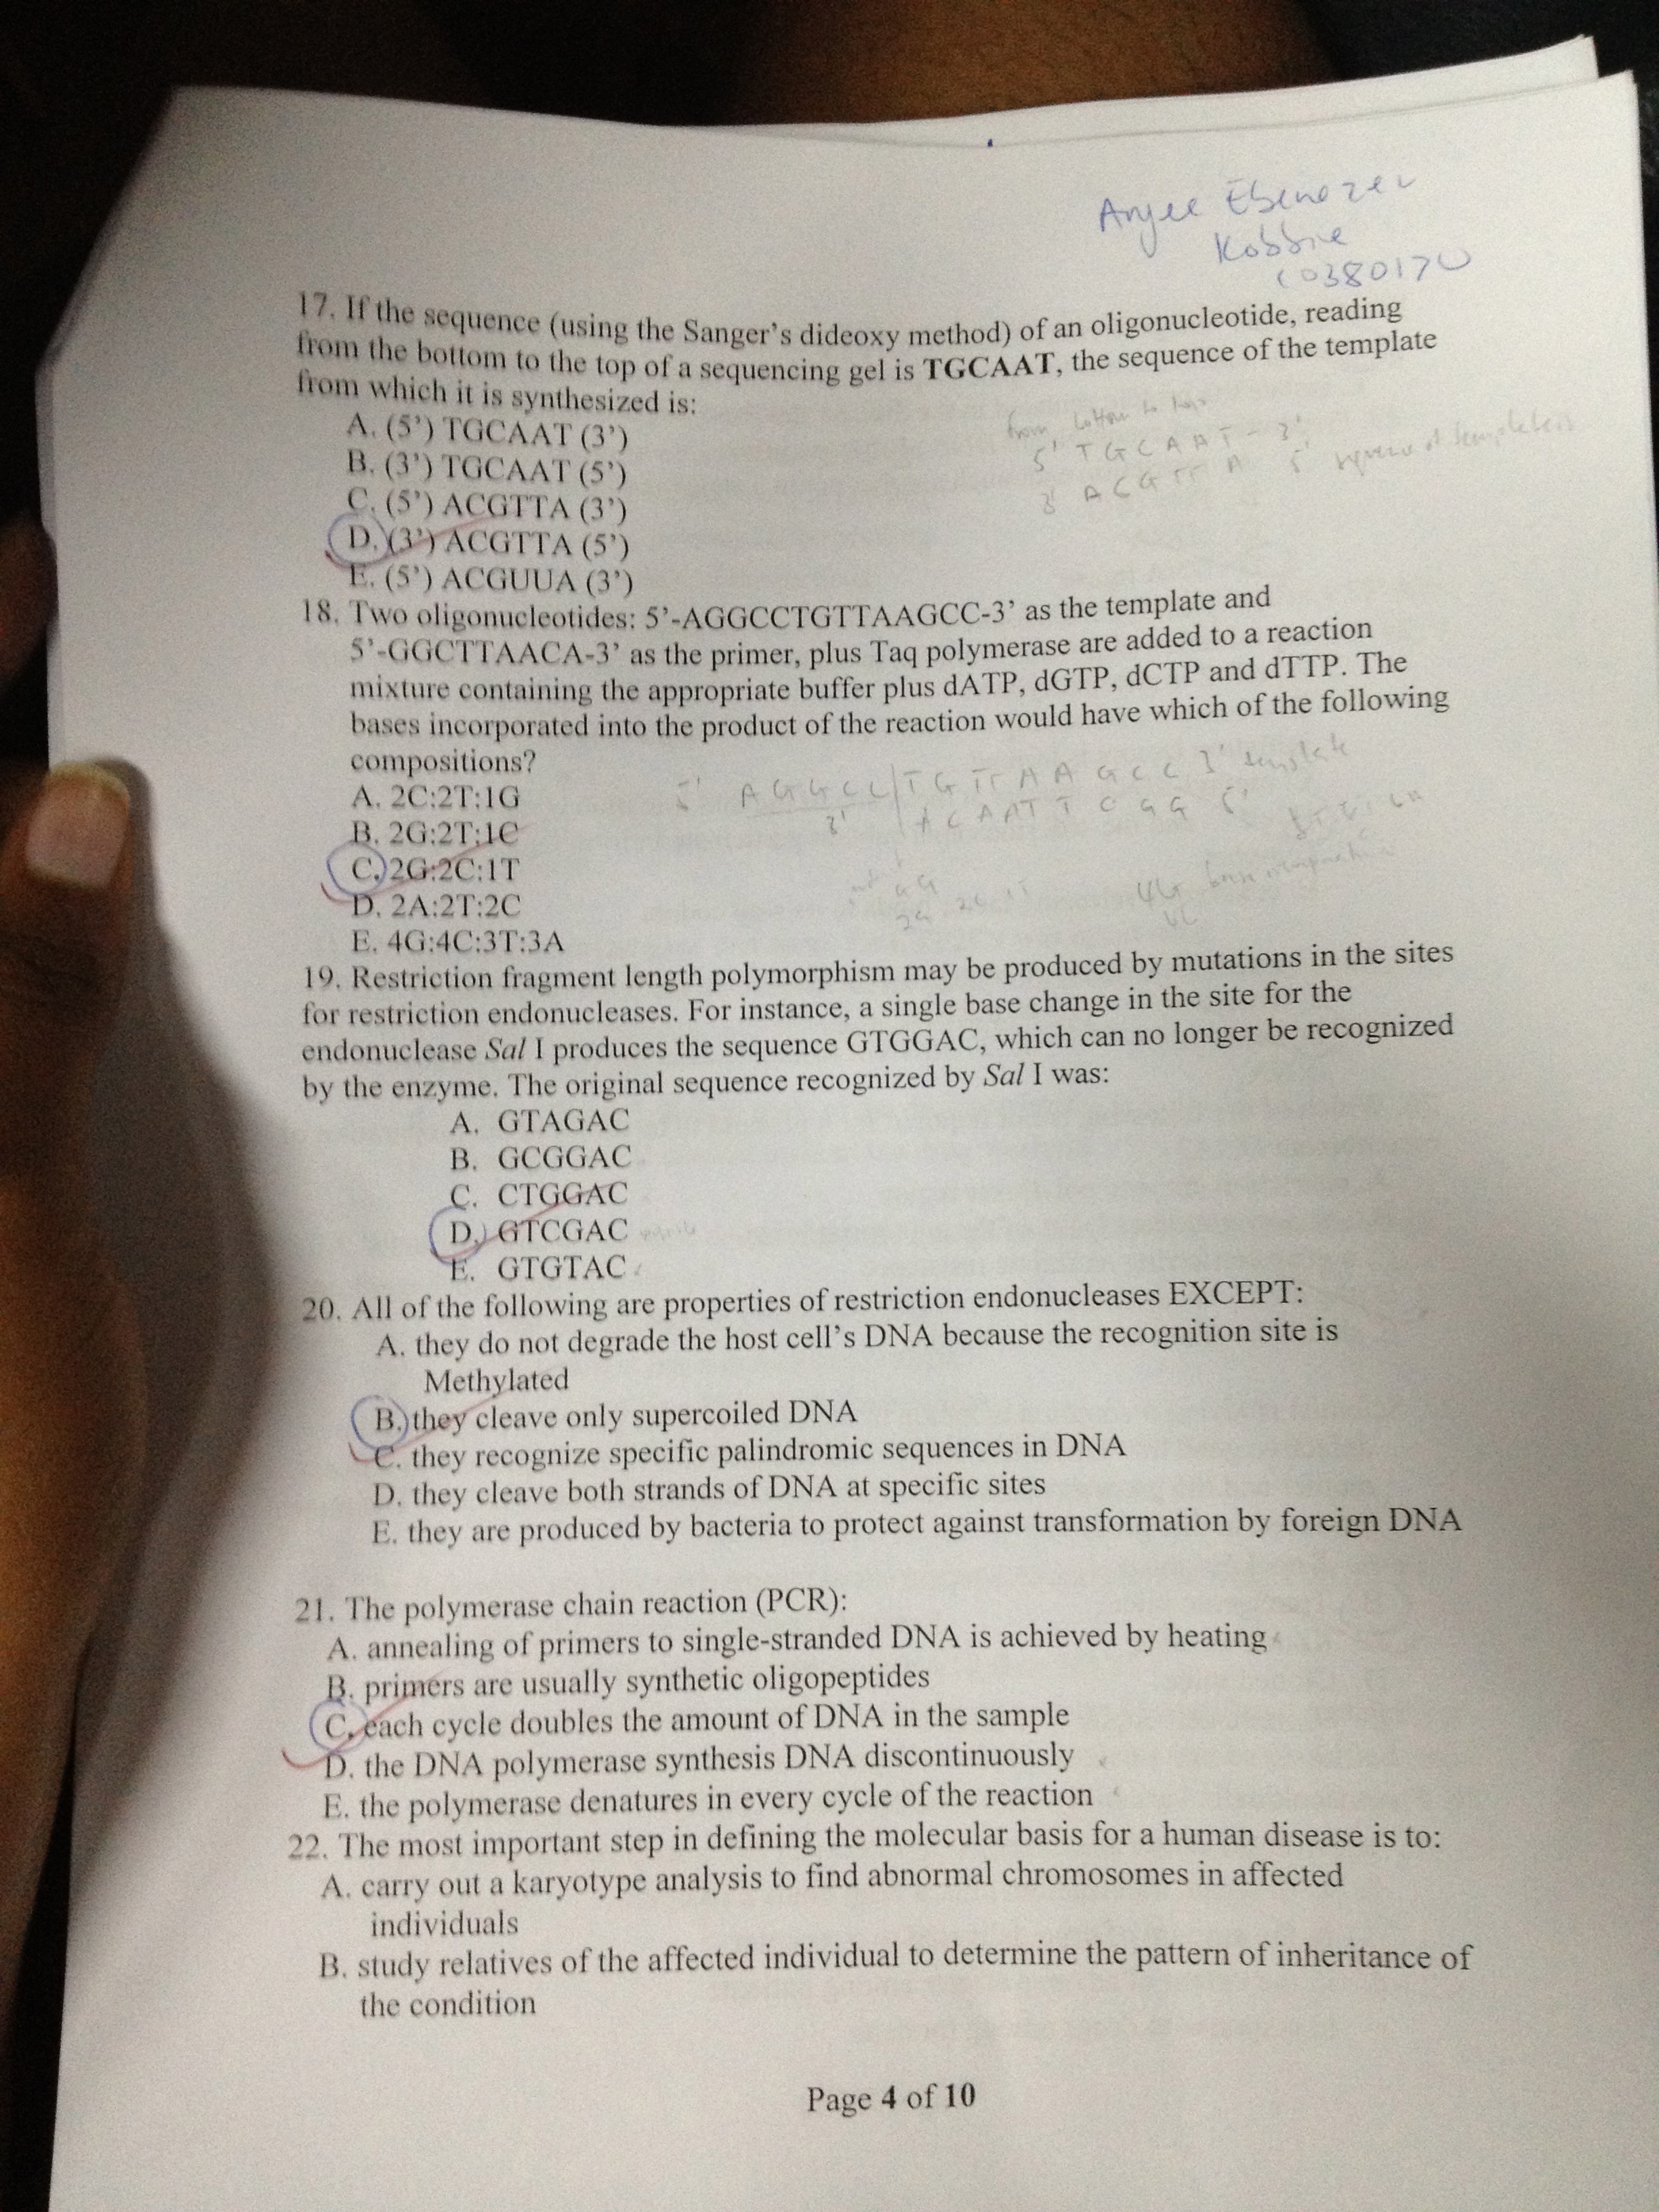 Kobbie
17. If the sequence (using the Sanger's dideoxy method) of an oligonucleotide, reading
from the bottom to the top of a sequencing gel is TGCAAT, the sequence of the template
from which it is synthesized is:
from bottom to top
A. (5') TGCAAT (3')
5' TGCAAT - 3'
B. (3') TGCAAT (5')
3' ACGTTA 5'
C. (5') ACGTTA (3')
D. (3') ACGTTA (5')
E. (5') ACGUUA (3')
18. Two oligonucleotides: 5'-AGGCCTGTTAAGCC-3' as the template and
5'-GGCTTAACA-3' as the primer, plus Taq polymerase are added to a reaction
mixture containing the appropriate buffer plus dATP, dGTP, dCTP and dTTP. The
bases incorporated into the product of the reaction would have which of the following
compositions?
5' AGGCC|TGTTAAGCC 3' template
A. 2C:2T:1G
B. 2G:2T:1C
C. 2G:2C:1T
D. 2A:2T:2C
E. 4G:4C:3T:3A
19. Restriction fragment length polymorphism may be produced by mutations in the sites
for restriction endonucleases. For instance, a single base change in the site for the
endonuclease Sal I produces the sequence GTGGAC, which can no longer be recognized
by the enzyme. The original sequence recognized by Sal I was:
A. GTAGAC
B. GCGGAC
C. CTGGAC
D. GTCGAC
E. GTGTAC
20. All of the following are properties of restriction endonucleases EXCEPT:
A. they do not degrade the host cell's DNA because the recognition site is
Methylated
B. they cleave only supercoiled DNA
C. they recognize specific palindromic sequences in DNA
D. they cleave both strands of DNA at specific sites
E. they are produced by bacteria to protect against transformation by foreign DNA
21. The polymerase chain reaction (PCR):
A. annealing of primers to single-stranded DNA is achieved by heating
B. primers are usually synthetic oligopeptides
C. each cycle doubles the amount of DNA in the sample
D. the DNA polymerase synthesis DNA discontinuously
E. the polymerase denatures in every cycle of the reaction
22. The most important step in defining the molecular basis for a human disease is to:
A. carry out a karyotype analysis to find abnormal chromosomes in affected
individuals
B. study relatives of the affected individual to determine the pattern of inheritance of
the condition
Page 4 of 10